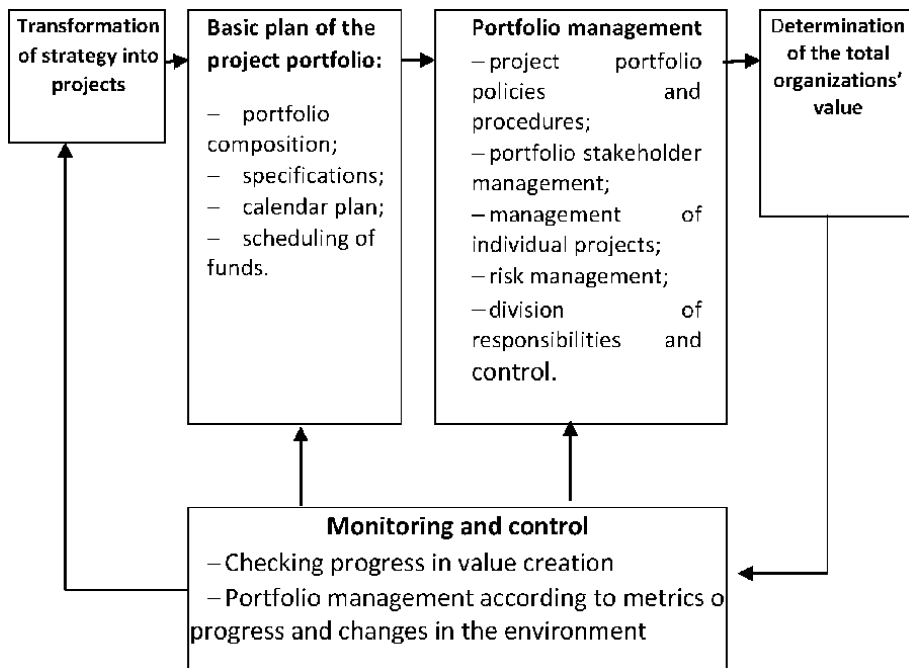 Transformation
of strategy into
projects
Basic plan of the
project portfolio:
– portfolio
composition;
– specifications;
– calendar plan;
– scheduling of
funds.
Portfolio management
– project portfolio
policies and
procedures;
– portfolio stakeholder
management;
– management of
individual projects;
– risk management;
– division of
responsibilities and
control.
Determination
of the total
organizations’
value
Monitoring and control
– Checking progress in value creation
– Portfolio management according to metrics o
progress and changes in the environment